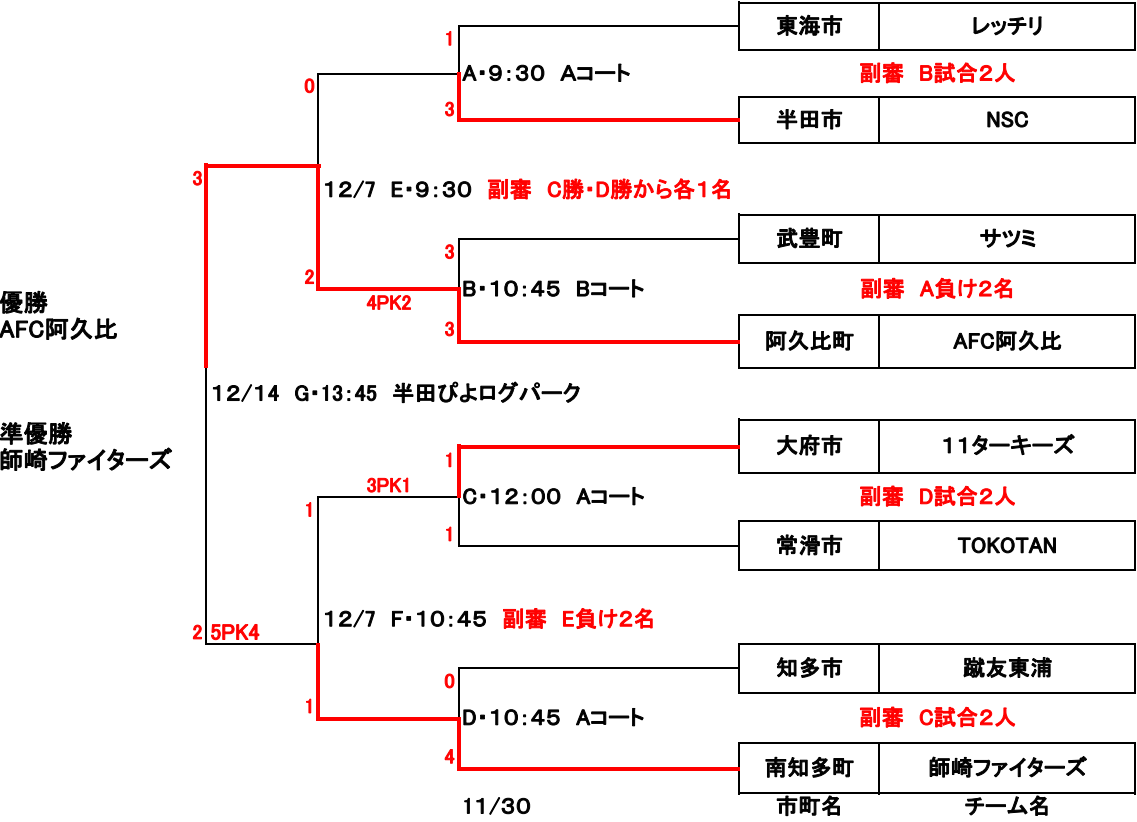 東海市 レッチリ
1
A・9:30 Aコート 副審 B試合2人
0
3
半田市 NSC
3
12/7 E・9:30 副審 C勝・D勝から各1名
武豊町 サツミ
3
2
B・10:45 Bコート 副審 A負け2名
4PK2
3
阿久比町 AFC阿久比
優勝
AFC阿久比
12/14 G・13:45 半田ぴよログパーク
準優勝
師崎ファイターズ
大府市 11ターキーズ
1
3PK1
C・12:00 Aコート 副審 D試合2人
1
1
常滑市 TOKOTAN
12/7 F・10:45 副審 E負け2名
2 5PK4
知多市 蹴友東浦
0
1
D・10:45 Aコート 副審 C試合2人
4
南知多町 師崎ファイターズ
11/30 市町名 チーム名